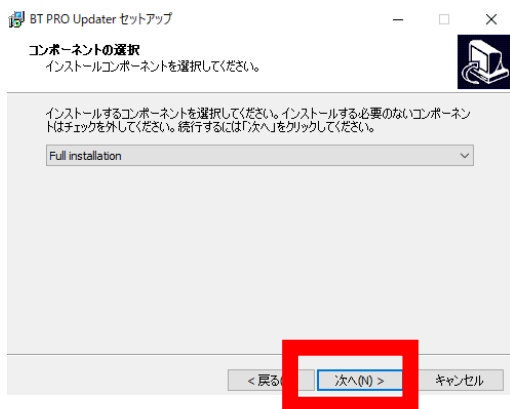 BT PRO Updater セットアップ
コンポーネントの選択
インストールコンポーネントを選択してください。
インストールするコンポーネントを選択してください。インストールする必要のないコンポーネン
トはチェックを外してください。続行するには「次へ」をクリックしてください。
Full installation
< 戻る 次へ(N) > キャンセル